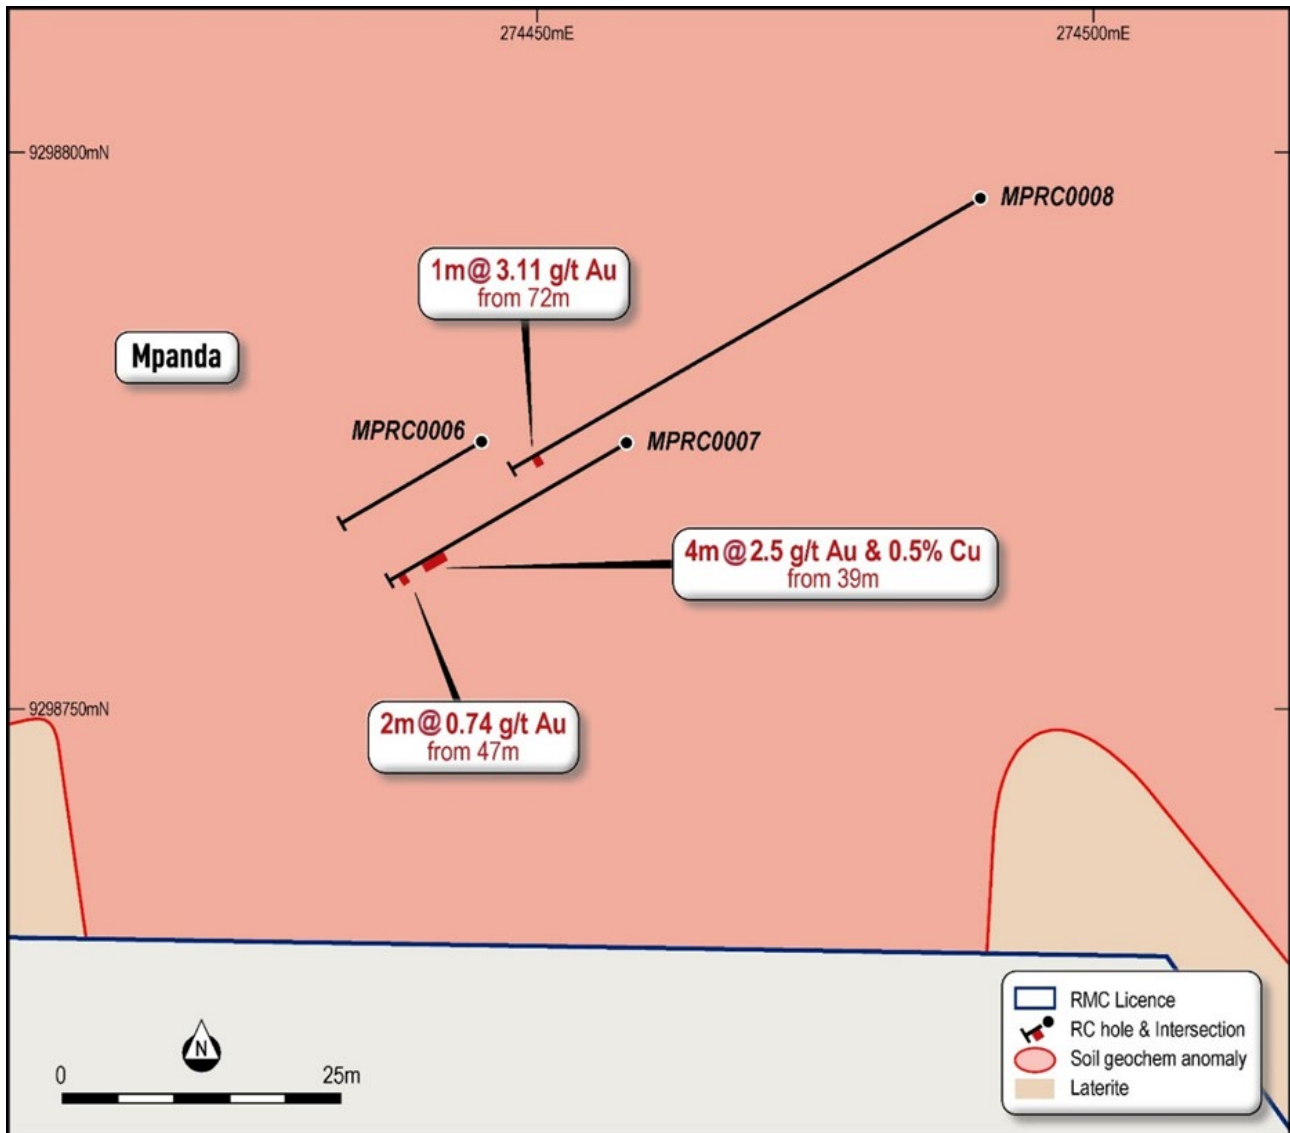 274450mE
274500mE
9298800mN
MPRC0008
1m@3.11 g/t Au
from 72m
Mpanda
MPRC0006
MPRC0007
4m@2.5 g/t Au & 0.5% Cu
from 39m
9298750mN
2m@0.74 g/t Au
from 47m
RMC Licence
RC hole & Intersection
Soil geochem anomaly
Laterite
N
0
25m